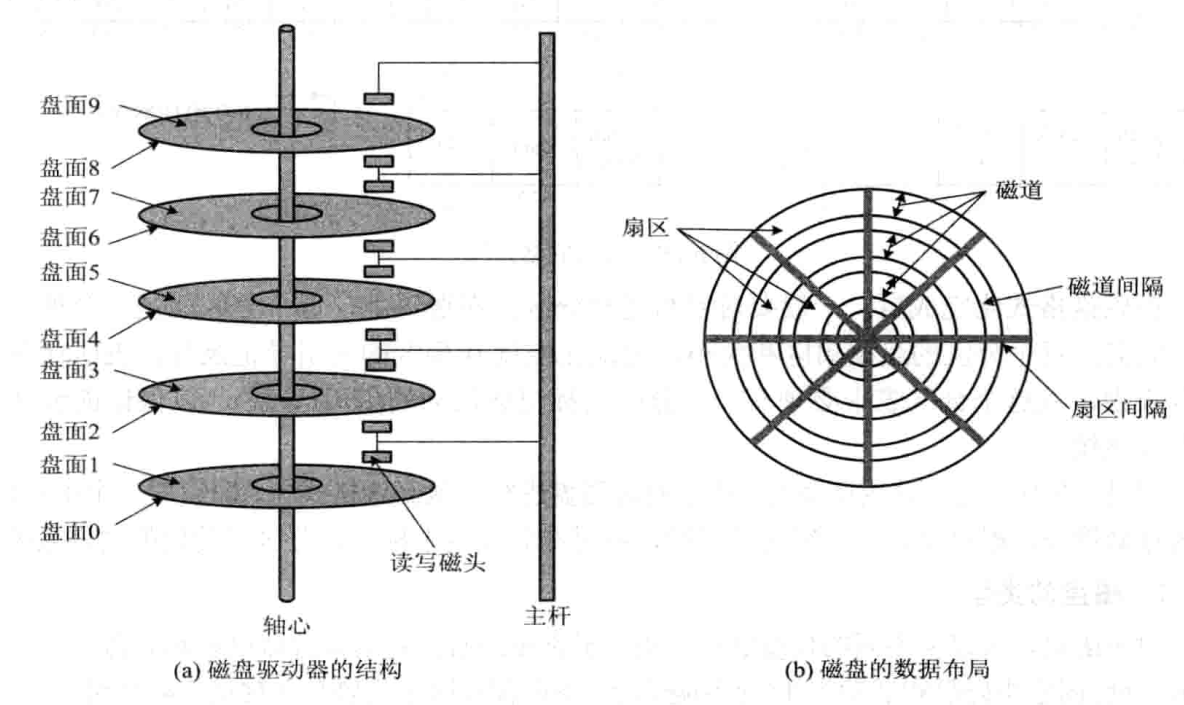 盘面9
盘面8
盘面7
盘面6
盘面5
盘面4
盘面3
盘面2
盘面1
盘面0
读写磁头
轴心
主杆
(a) 磁盘驱动器的结构
磁道
扇区
磁道间隔
扇区间隔
(b) 磁盘的数据布局